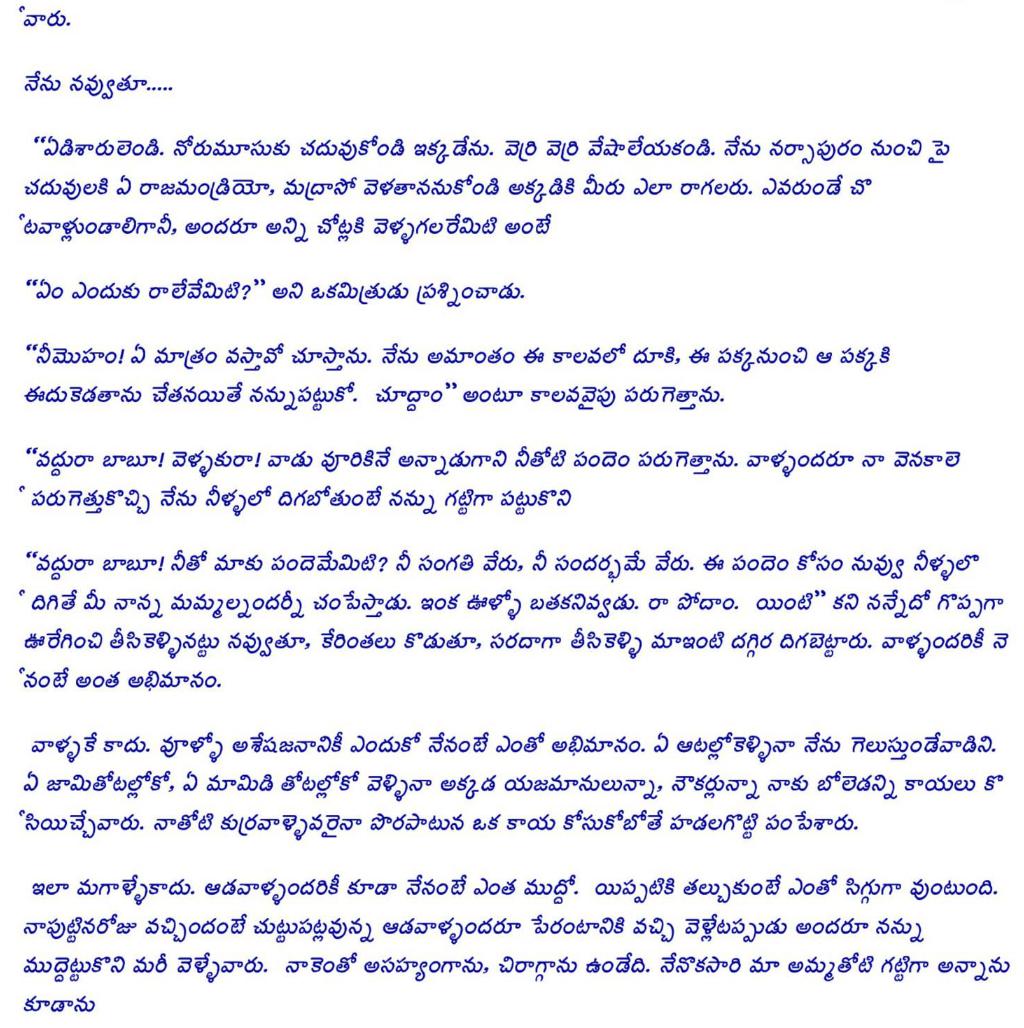 ేవారు.
నేను నవ్వుతూ.....
“ఏడిశారులెండి. నోరుమూసుకు చదువుకోండి ఇక్కడేను. వెర్రి వెర్రి వేషాలేయకండి. నేను నర్సాపురం నుంచి పై
చదువులకి ఏ రాజమండ్రియో, మద్రాసో వెళతాననుకోండి అక్కడికి మీరు ఎలా రాగలరు. ఎవరుండే చొ
ేటవాళ్లుండాలిగానీ, అందరూ అన్ని చోట్లకి వెళ్ళగలరేమిటి అంటే
“ఏం ఎందుకు రాలేవేమిటి?” అని ఒకమిత్రుడు ప్రశ్నించాడు.
“నీమొహం! ఏ మాత్రం వస్తావో చూస్తాను. నేను అమాంతం ఈ కాలవలో దూకి, ఈ పక్కనుంచి ఆ పక్కకి
ఈదుకెడతాను చేతనయితే నన్నుపట్టుకో. చూద్దాం” అంటూ కాలవవైపు పరుగెత్తాను.
“వద్దురా బాబూ! వెళ్ళకురా! వాడు వూరికినే అన్నాడుగాని నీతోటి పందెం పరుగెత్తాను. వాళ్ళందరూ నా వెనకాలె
ే పరుగెత్తుకొచ్చి నేను నీళ్ళలో దిగబోతుంటే నన్ను గట్టిగా పట్టుకొని
“వద్దురా బాబూ! నీతో మాకు పందెమేమిటి? నీ సంగతి వేరు, నీ సందర్భమే వేరు. ఈ పందెం కోసం నువ్వు నీళ్ళలొ
ే దిగితే మీ నాన్న మమ్మల్నందర్నీ చంపేస్తాడు. ఇంక ఊళ్ళో బతకనివ్వడు. రా పోదాం. యింటి” కని నన్నేదో గొప్పగా
ఊరేగించి తీసికెళ్ళినట్టు నవ్వుతూ, కేరింతలు కొడుతూ, సరదాగా తీసికెళ్ళి మాఇంటి దగ్గిర దిగబెట్టారు. వాళ్ళందరికీ నె
ేనంటే అంత అభిమానం.
వాళ్ళకే కాదు. వూళ్ళో అశేషజనానికీ ఎందుకో నేనంటే ఎంతో అభిమానం. ఏ ఆటల్లోకెళ్ళినా నేను గెలుస్తుండేవాడిని.
ఏ జామితోటల్లోకో, ఏ మామిడి తోటల్లోకో వెళ్ళినా అక్కడ యజమానులున్నా, నౌకర్లున్నా నాకు బోలెడన్ని కాయలు కొ
ేసియిచ్చేవారు. నాతోటి కుర్రవాళ్ళెవరైనా పొరపాటున ఒక కాయ కోసుకోబోతే హడలగొట్టి పంపేశారు.
ఇలా మగాళ్ళేకాదు. ఆడవాళ్ళందరికీ కూడా నేనంటే ఎంత ముద్దో. యిప్పటికి తల్చుకుంటే ఎంతో సిగ్గుగా వుంటుంది.
నాపుట్టినరోజు వచ్చిందంటే చుట్టుపట్లవున్న ఆడవాళ్ళందరూ పేరంటానికి వచ్చి వెళ్లేటప్పుడు అందరూ నన్ను
ముద్దెట్టుకొని మరీ వెళ్ళేవారు. నాకెంతో అసహ్యంగాను, చిరాగ్గాను ఉండేది. నేనొకసారి మా అమ్మతోటి గట్టిగా అన్నాను
కూడాను